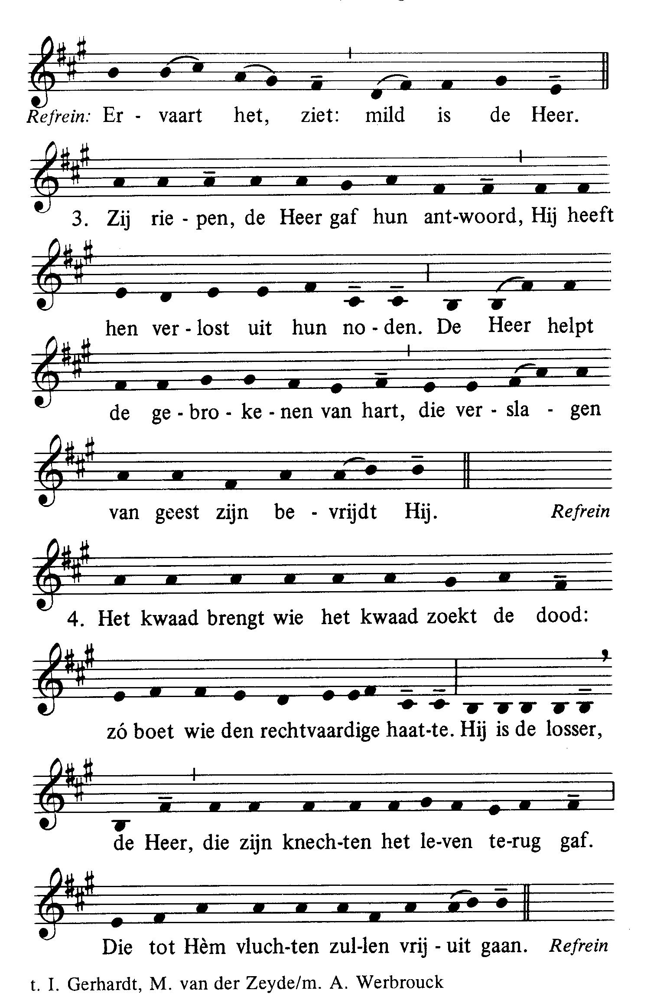 Refrein: Er - vaart het, ziet: mild is de Heer.
3. Zij rie - pen, de Heer gaf hun ant-woord, Hij heeft
hen ver - lost uit hun no - den. De Heer helpt
de ge - bro - ke - nen van hart, die ver - sla - gen
van geest zijn be - vrijdt Hij. Refrein
4. Het kwaad brengt wie het kwaad zoekt de dood:
zó boet wie den rechtvaardige haat-te. Hij is de losser,
de Heer, die zijn knech-ten het le-ven te-rug gaf.
Die tot Hèm vluch-ten zul-len vrij - uit gaan. Refrein
t. I. Gerhardt, M. van der Zeyde/m. A. Werbrouck